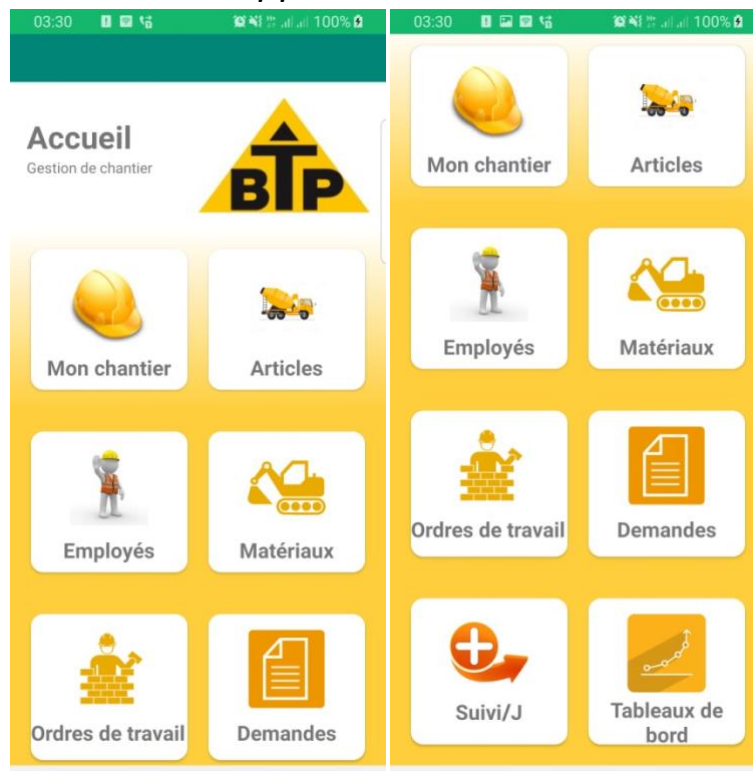 03:30 100%
Accueil
Gestion de chantier
BTP
Mon chantier Articles
Employés Matériaux
Ordres de travail Demandes
03:30 100%
Mon chantier Articles
Employés Matériaux
Ordres de travail Demandes
Suivi/J Tableaux de
bord